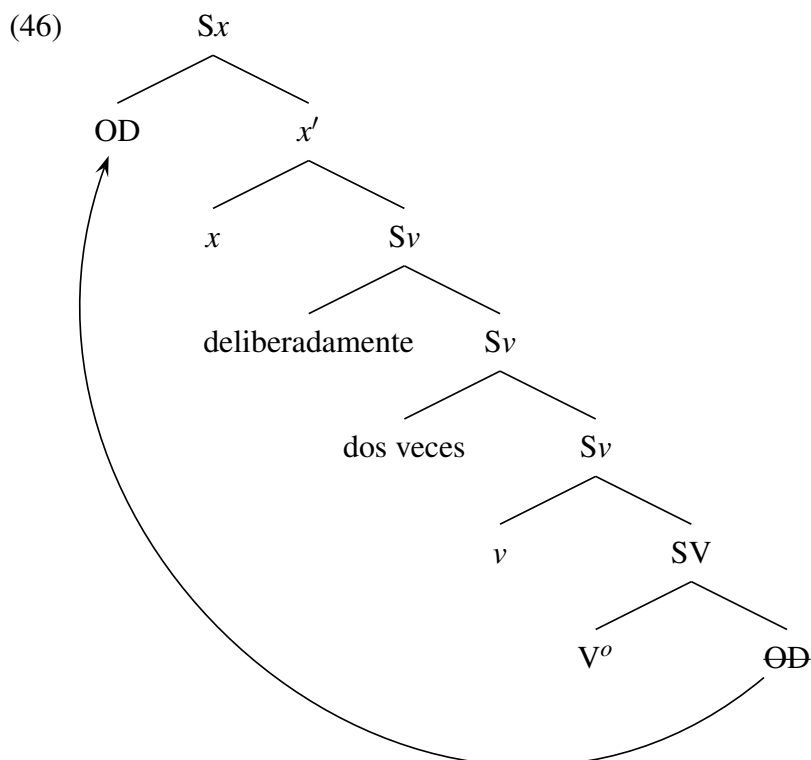 (46) Sx
OD x′
x Sv
deliberadamente Sv
dos veces Sv
v SV
Vᵒ OD